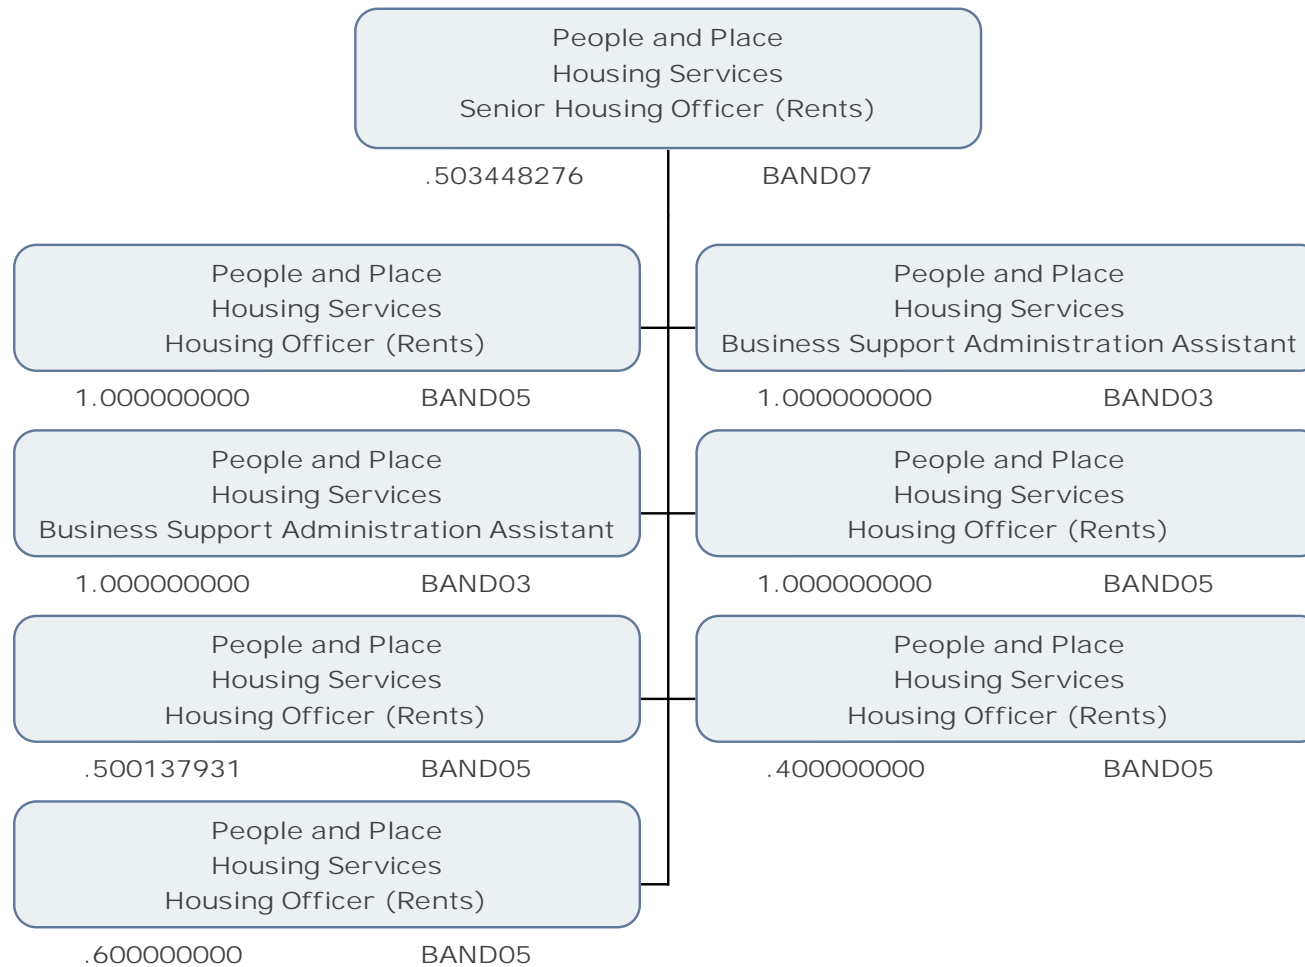 People and Place
Housing Services
Senior Housing Officer (Rents)
.503448276 BAND07
People and Place
Housing Services
Housing Officer (Rents)
1.000000000 BAND05
People and Place
Housing Services
Business Support Administration Assistant
1.000000000 BAND03
People and Place
Housing Services
Business Support Administration Assistant
1.000000000 BAND03
People and Place
Housing Services
Housing Officer (Rents)
1.000000000 BAND05
People and Place
Housing Services
Housing Officer (Rents)
.500137931 BAND05
People and Place
Housing Services
Housing Officer (Rents)
.400000000 BAND05
People and Place
Housing Services
Housing Officer (Rents)
.600000000 BAND05